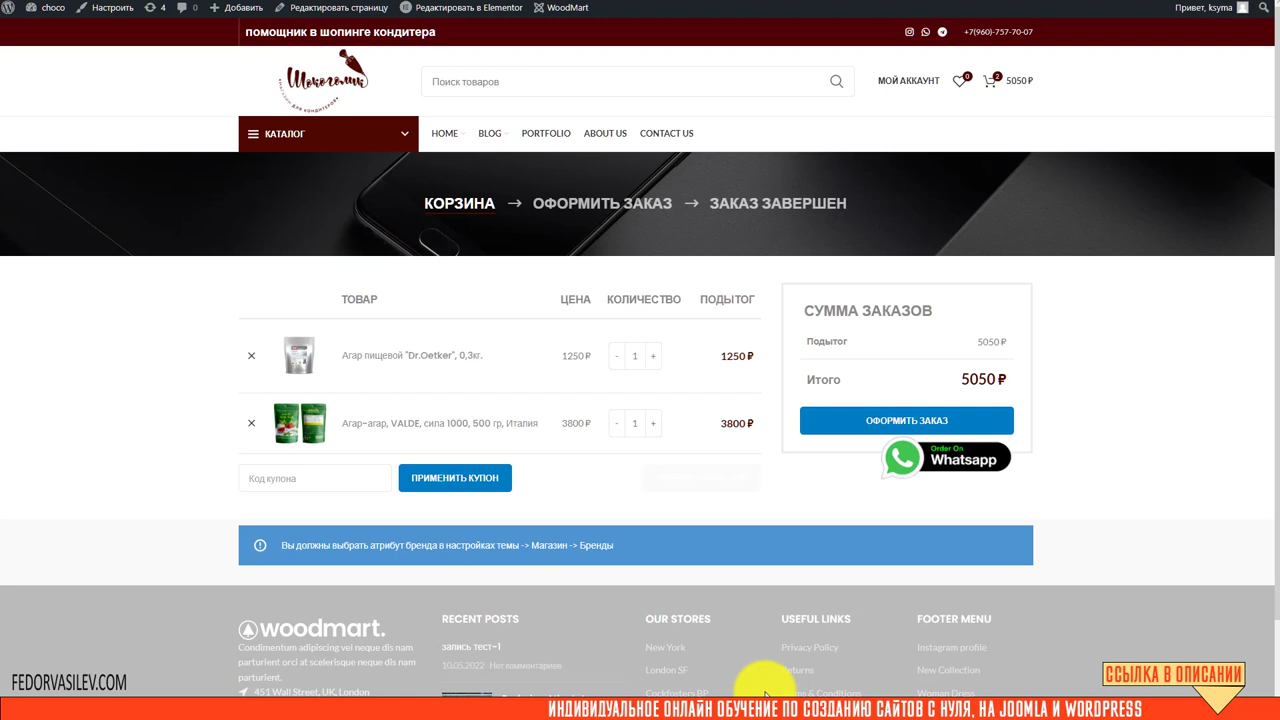 choco Настроить 4 0 Добавить Редактировать страницу Редактировать в Elementor WoodMart Привет, ksyma
помощник в шопинге кондитера +7(960)-757-70-07
Шокоголик
Поиск товаров
МОЙ АККАУНТ 0 2 5050 ₽
КАТАЛОГ HOME BLOG PORTFOLIO ABOUT US CONTACT US
КОРЗИНА → ОФОРМИТЬ ЗАКАЗ → ЗАКАЗ ЗАВЕРШЕН
ТОВАР ЦЕНА КОЛИЧЕСТВО ПОДЫТОГ
× Агар пищевой "Dr.Oetker", 0,3кг. 1250 ₽ - 1 + 1250 ₽
× Агар-агар, VALDE, сила 1000, 500 гр, Италия 3800 ₽ - 1 + 3800 ₽
Код купона ПРИМЕНИТЬ КУПОН
СУММА ЗАКАЗОВ
Подытог 5050 ₽
Итого 5050 ₽
ОФОРМИТЬ ЗАКАЗ
Order On
Whatsapp
Вы должны выбрать атрибут бренда в настройках темы -> Магазин -> Бренды
woodmart.
Condimentum adipiscing vel neque dis nam
parturient orci at scelerisque neque dis nam
parturient.
451 Wall Street, UK, London
RECENT POSTS
запись тест-1
10.05.2022 Нет комментариев
OUR STORES
New York
London SF
Cockfosters BP
USEFUL LINKS
Privacy Policy
Returns
Terms & Conditions
FOOTER MENU
Instagram profile
New Collection
Woman Dress
FEDORVASILEV.COM
ССЫЛКА В ОПИСАНИИ
ИНДИВИДУАЛЬНОЕ ОНЛАЙН ОБУЧЕНИЕ ПО СОЗДАНИЮ САЙТОВ С НУЛЯ, НА JOOMLA И WORDPRESS